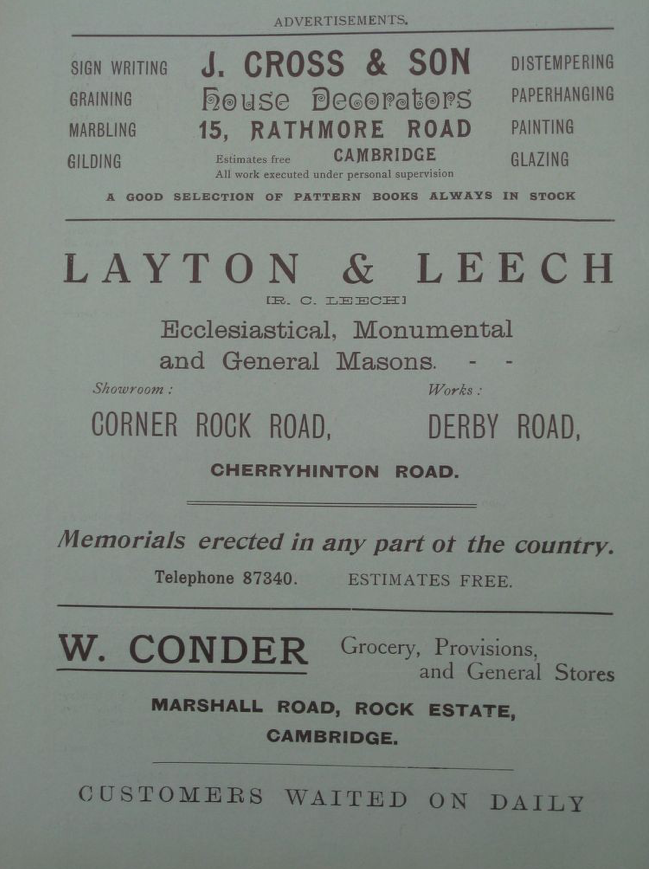 ADVERTISEMENTS.
SIGN WRITING
GRAINING
MARBLING
GILDING
J. CROSS & SON
House Decorators
15, RATHMORE ROAD
Estimates free CAMBRIDGE
All work executed under personal supervision
DISTEMPERING
PAPERHANGING
PAINTING
GLAZING
A GOOD SELECTION OF PATTERN BOOKS ALWAYS IN STOCK
LAYTON & LEECH
[R. C. LEECH]
Ecclesiastical, Monumental
and General Masons. - -
Showroom : Works :
CORNER ROCK ROAD, DERBY ROAD,
CHERRYHINTON ROAD.
Memorials erected in any part of the country.
Telephone 87340. ESTIMATES FREE.
W. CONDER
Grocery, Provisions,
and General Stores
MARSHALL ROAD, ROCK ESTATE,
CAMBRIDGE.
CUSTOMERS WAITED ON DAILY